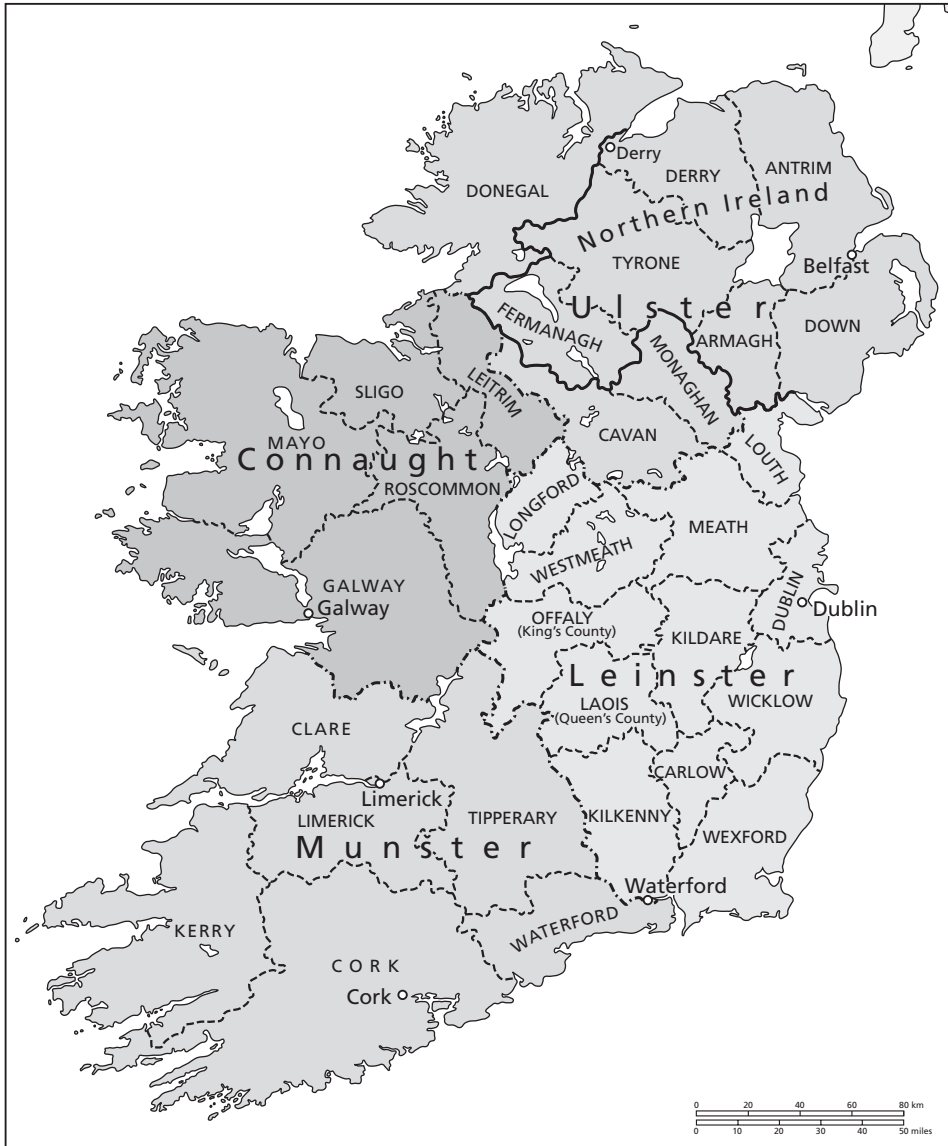 Derry
DERRY
ANTRIM
DONEGAL
Northern Ireland
TYRONE
Belfast
Ulster
FERMANAGH
ARMAGH
DOWN
MONAGHAN
LEITRIM
SLIGO
CAVAN
MAYO
Connaught
LOUTH
ROSCOMMON
LONGFORD
MEATH
WESTMEATH
GALWAY
Galway
DUBLIN
Dublin
OFFALY
(King's County)
KILDARE
Leinster
LAOIS
(Queen's County)
WICKLOW
CLARE
CARLOW
Limerick
LIMERICK
TIPPERARY
KILKENNY
WEXFORD
Munster
Waterford
WATERFORD
KERRY
CORK
Cork
0 20 40 60 80 km
0 10 20 30 40 50 miles